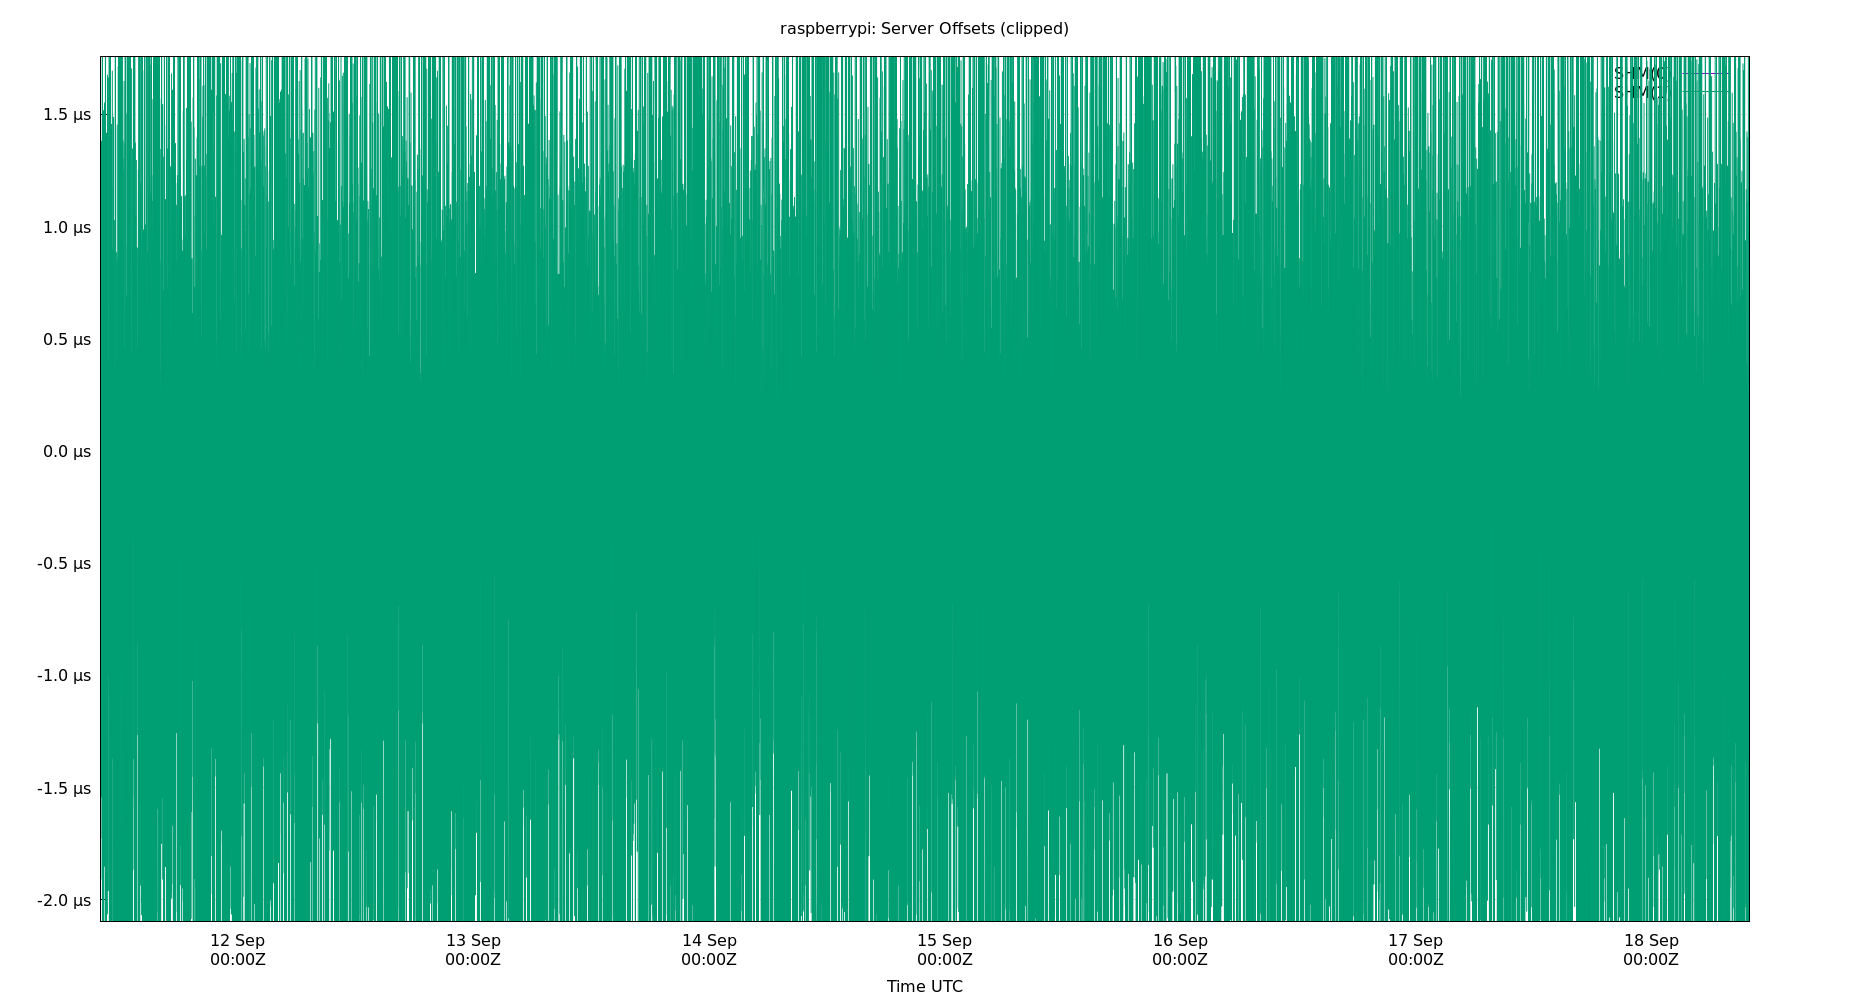 raspberrypi: Server Offsets (clipped)
1.5 µs
1.0 µs
0.5 µs
0.0 µs
-0.5 µs
-1.0 µs
-1.5 µs
-2.0 µs
12 Sep 13 Sep 14 Sep 15 Sep 16 Sep 17 Sep 18 Sep
00:00Z 00:00Z 00:00Z 00:00Z 00:00Z 00:00Z 00:00Z
Time UTC